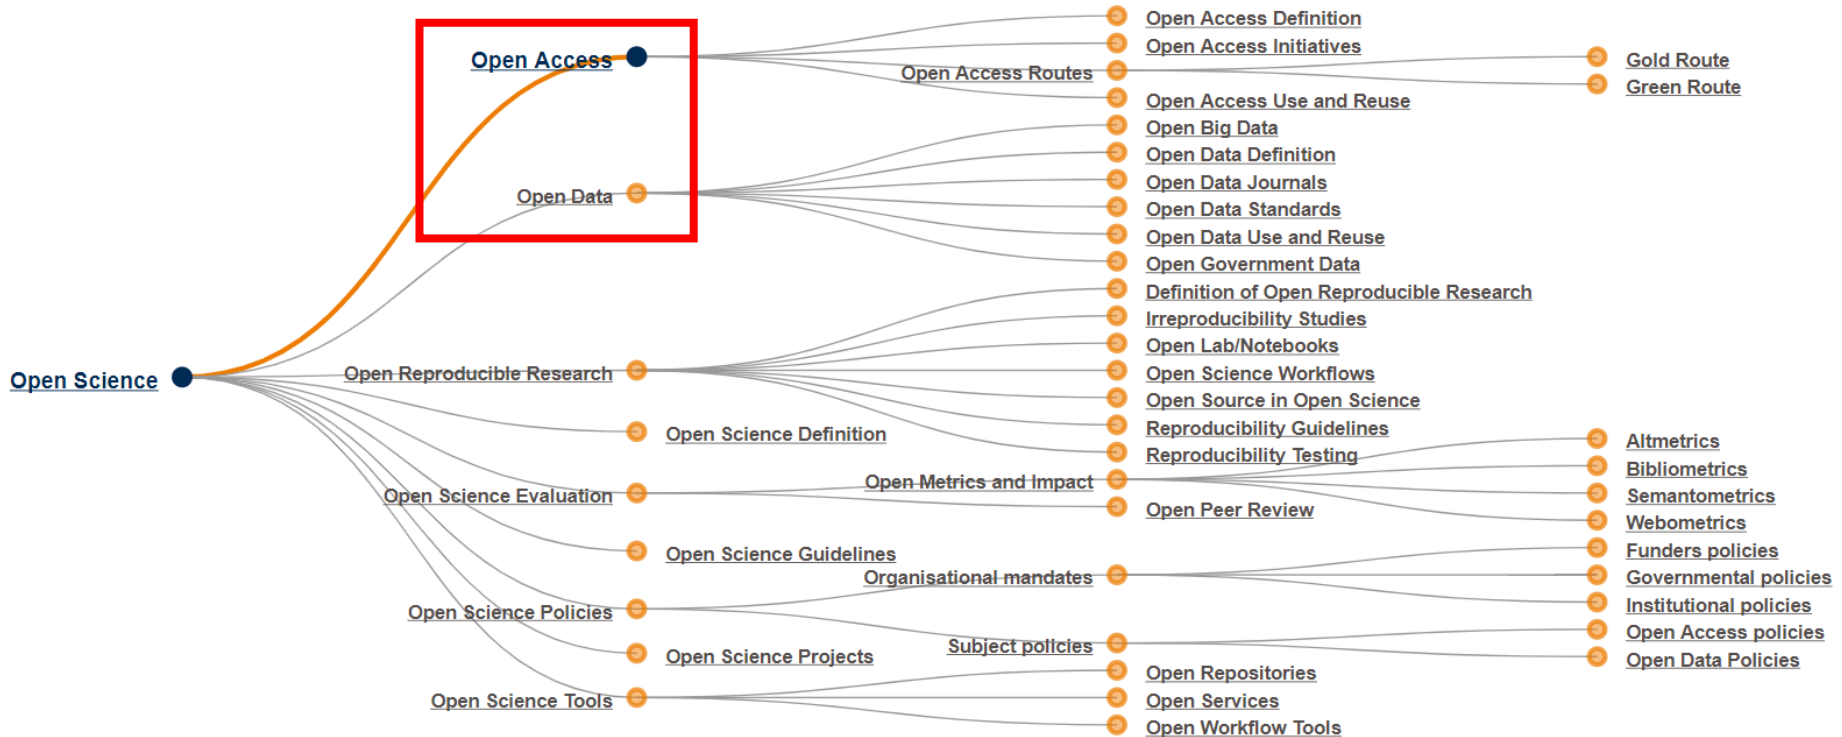 Open Science
Open Access
Open Access Definition
Open Access Initiatives
Open Access Routes
Gold Route
Green Route
Open Access Use and Reuse
Open Data
Open Big Data
Open Data Definition
Open Data Journals
Open Data Standards
Open Data Use and Reuse
Open Government Data
Open Reproducible Research
Definition of Open Reproducible Research
Irreproducibility Studies
Open Lab/Notebooks
Open Science Workflows
Open Source in Open Science
Reproducibility Guidelines
Reproducibility Testing
Open Science Definition
Open Science Evaluation
Open Metrics and Impact
Altmetrics
Bibliometrics
Semantometrics
Webometrics
Open Peer Review
Open Science Guidelines
Open Science Policies
Organisational mandates
Funders policies
Governmental policies
Institutional policies
Subject policies
Open Access policies
Open Data Policies
Open Science Projects
Open Science Tools
Open Repositories
Open Services
Open Workflow Tools